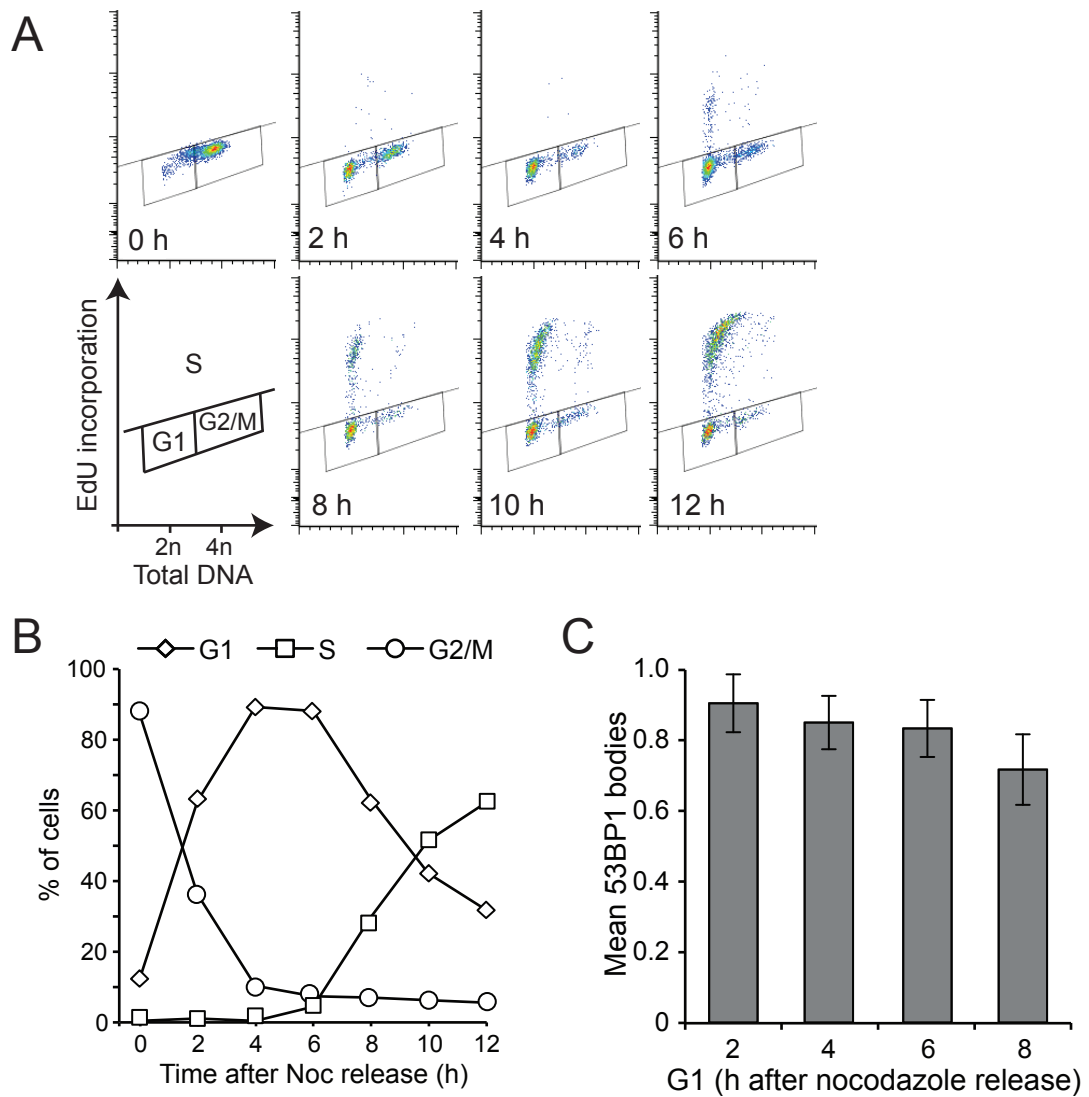 A
0 h
2 h
4 h
6 h
EdU incorporation
S
G1
G2/M
2n
4n
Total DNA
8 h
10 h
12 h
B
G1
S
G2/M
100
80
60
40
20
0
% of cells
0 2 4 6 8 10 12
Time after Noc release (h)
C
1.0
0.8
0.6
0.4
0.2
0
Mean 53BP1 bodies
2 4 6 8
G1 (h after nocodazole release)